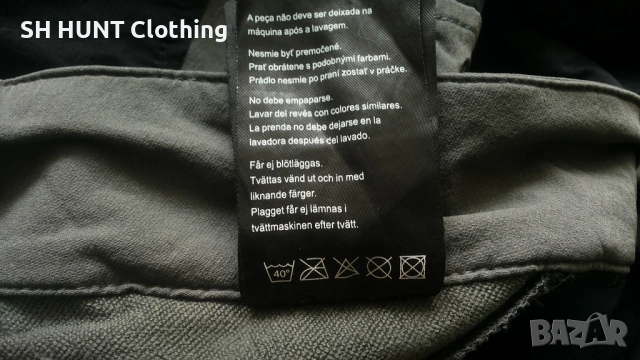 SH HUNT Clothing
A peça não deve ser deixada na
máquina após a lavagem.
Nesmie byť premočené.
Prať obrátene s podobnými farbami.
Prádlo nesmie po praní zostať v práčke.
No debe empaparse.
Lavar del revés con colores similares.
La prenda no debe dejarse en la
lavadora después del lavado.
Får ej blötläggas.
Tvättas vänd ut och in med
liknande färger.
Plagget får ej lämnas i
tvättmaskinen efter tvätt.
40°
BAZAR